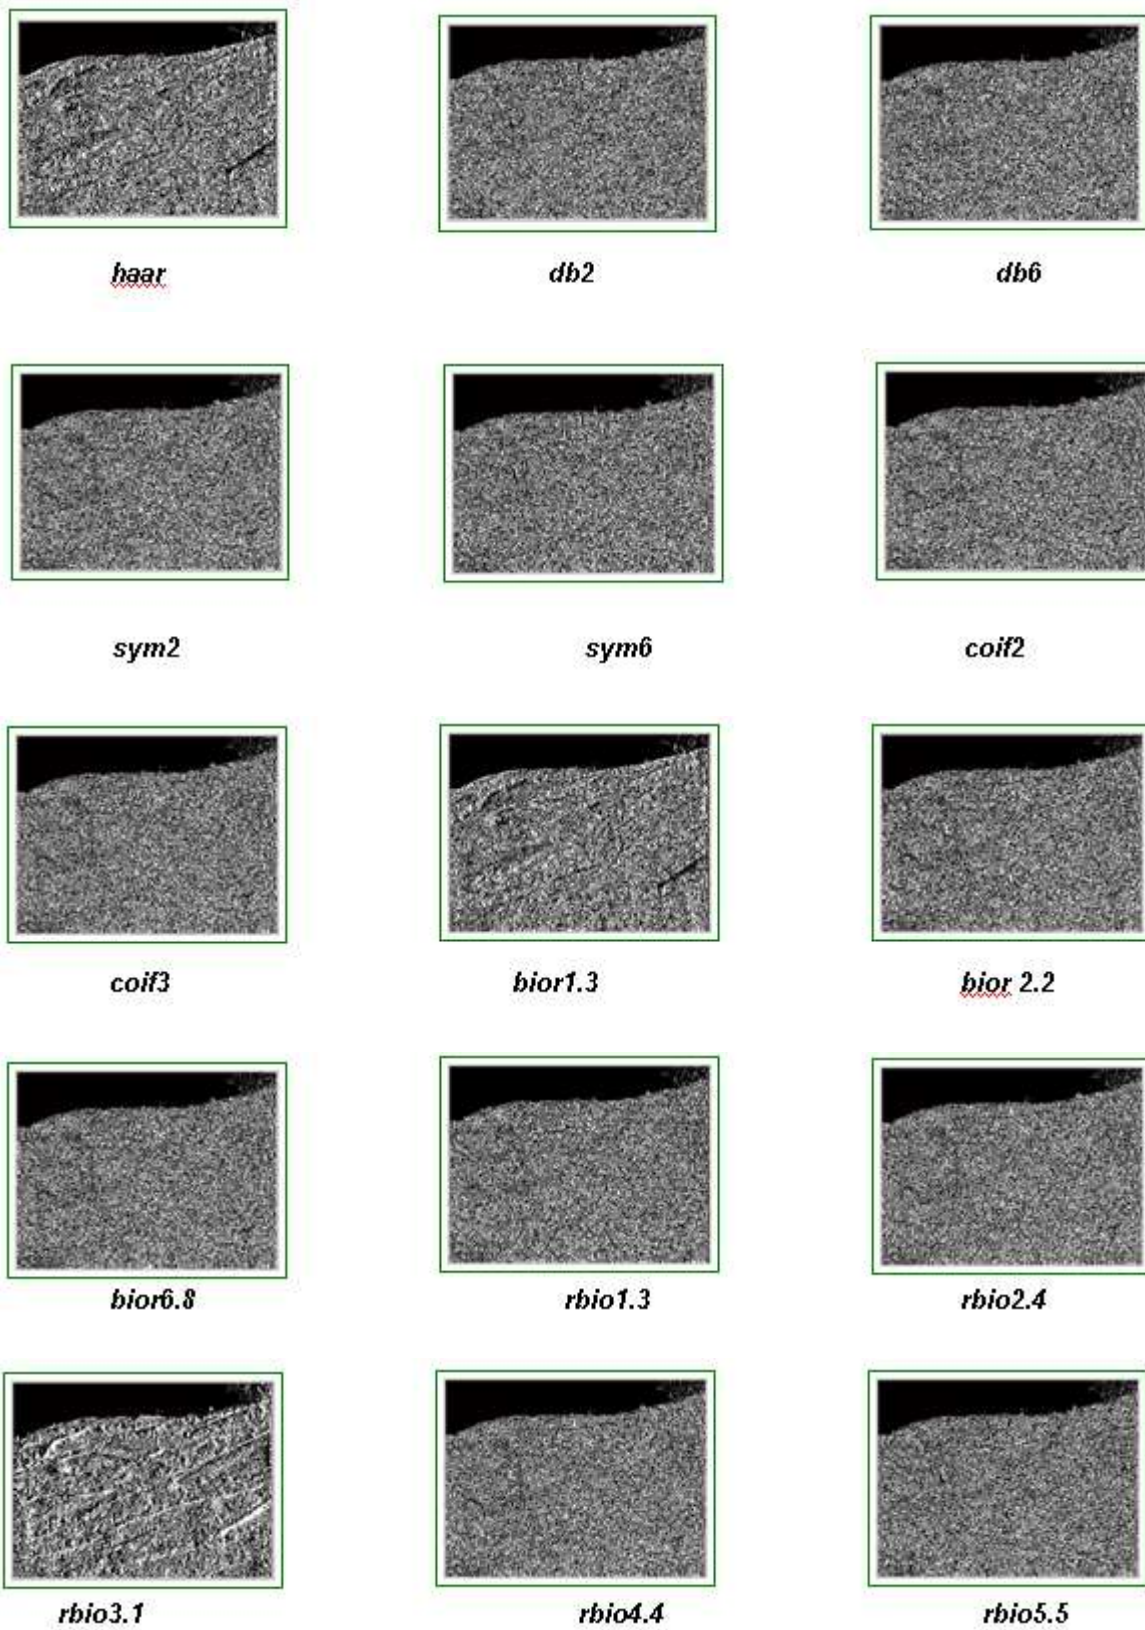 haar db2 db6
sym2 sym6 coif2
coif3 bior1.3 bior 2.2
bior6.8 rbio1.3 rbio2.4
rbio3.1 rbio4.4 rbio5.5